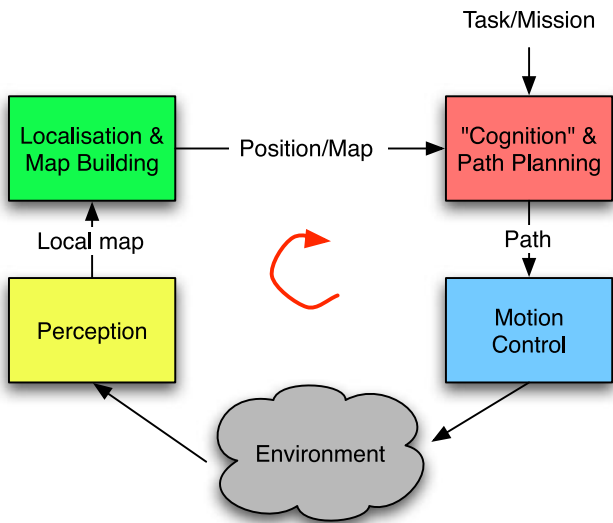 Task/Mission
Localisation &
Map Building
Position/Map
"Cognition" &
Path Planning
Local map
Path
Perception
Motion
Control
Environment